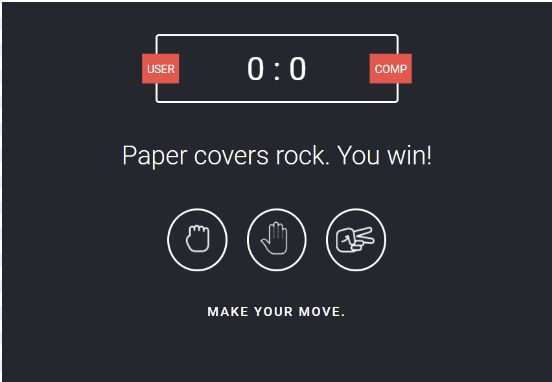 0 : 0
USER
COMP
Paper covers rock. You win!
MAKE YOUR MOVE.